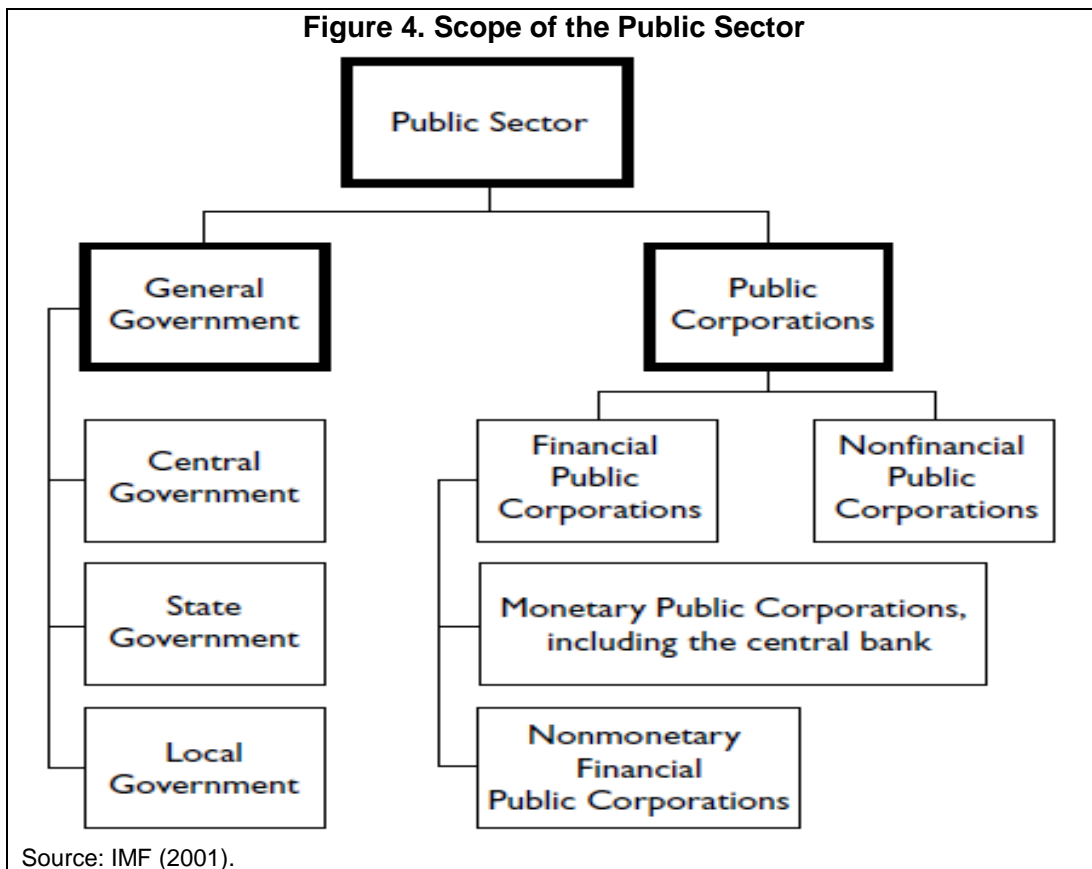 Figure 4. Scope of the Public Sector
Public Sector
General
Government
Public
Corporations
Central
Government
Financial
Public
Corporations
Nonfinancial
Public
Corporations
State
Government
Monetary Public Corporations,
including the central bank
Local
Government
Nonmonetary
Financial
Public Corporations
Source: IMF (2001).